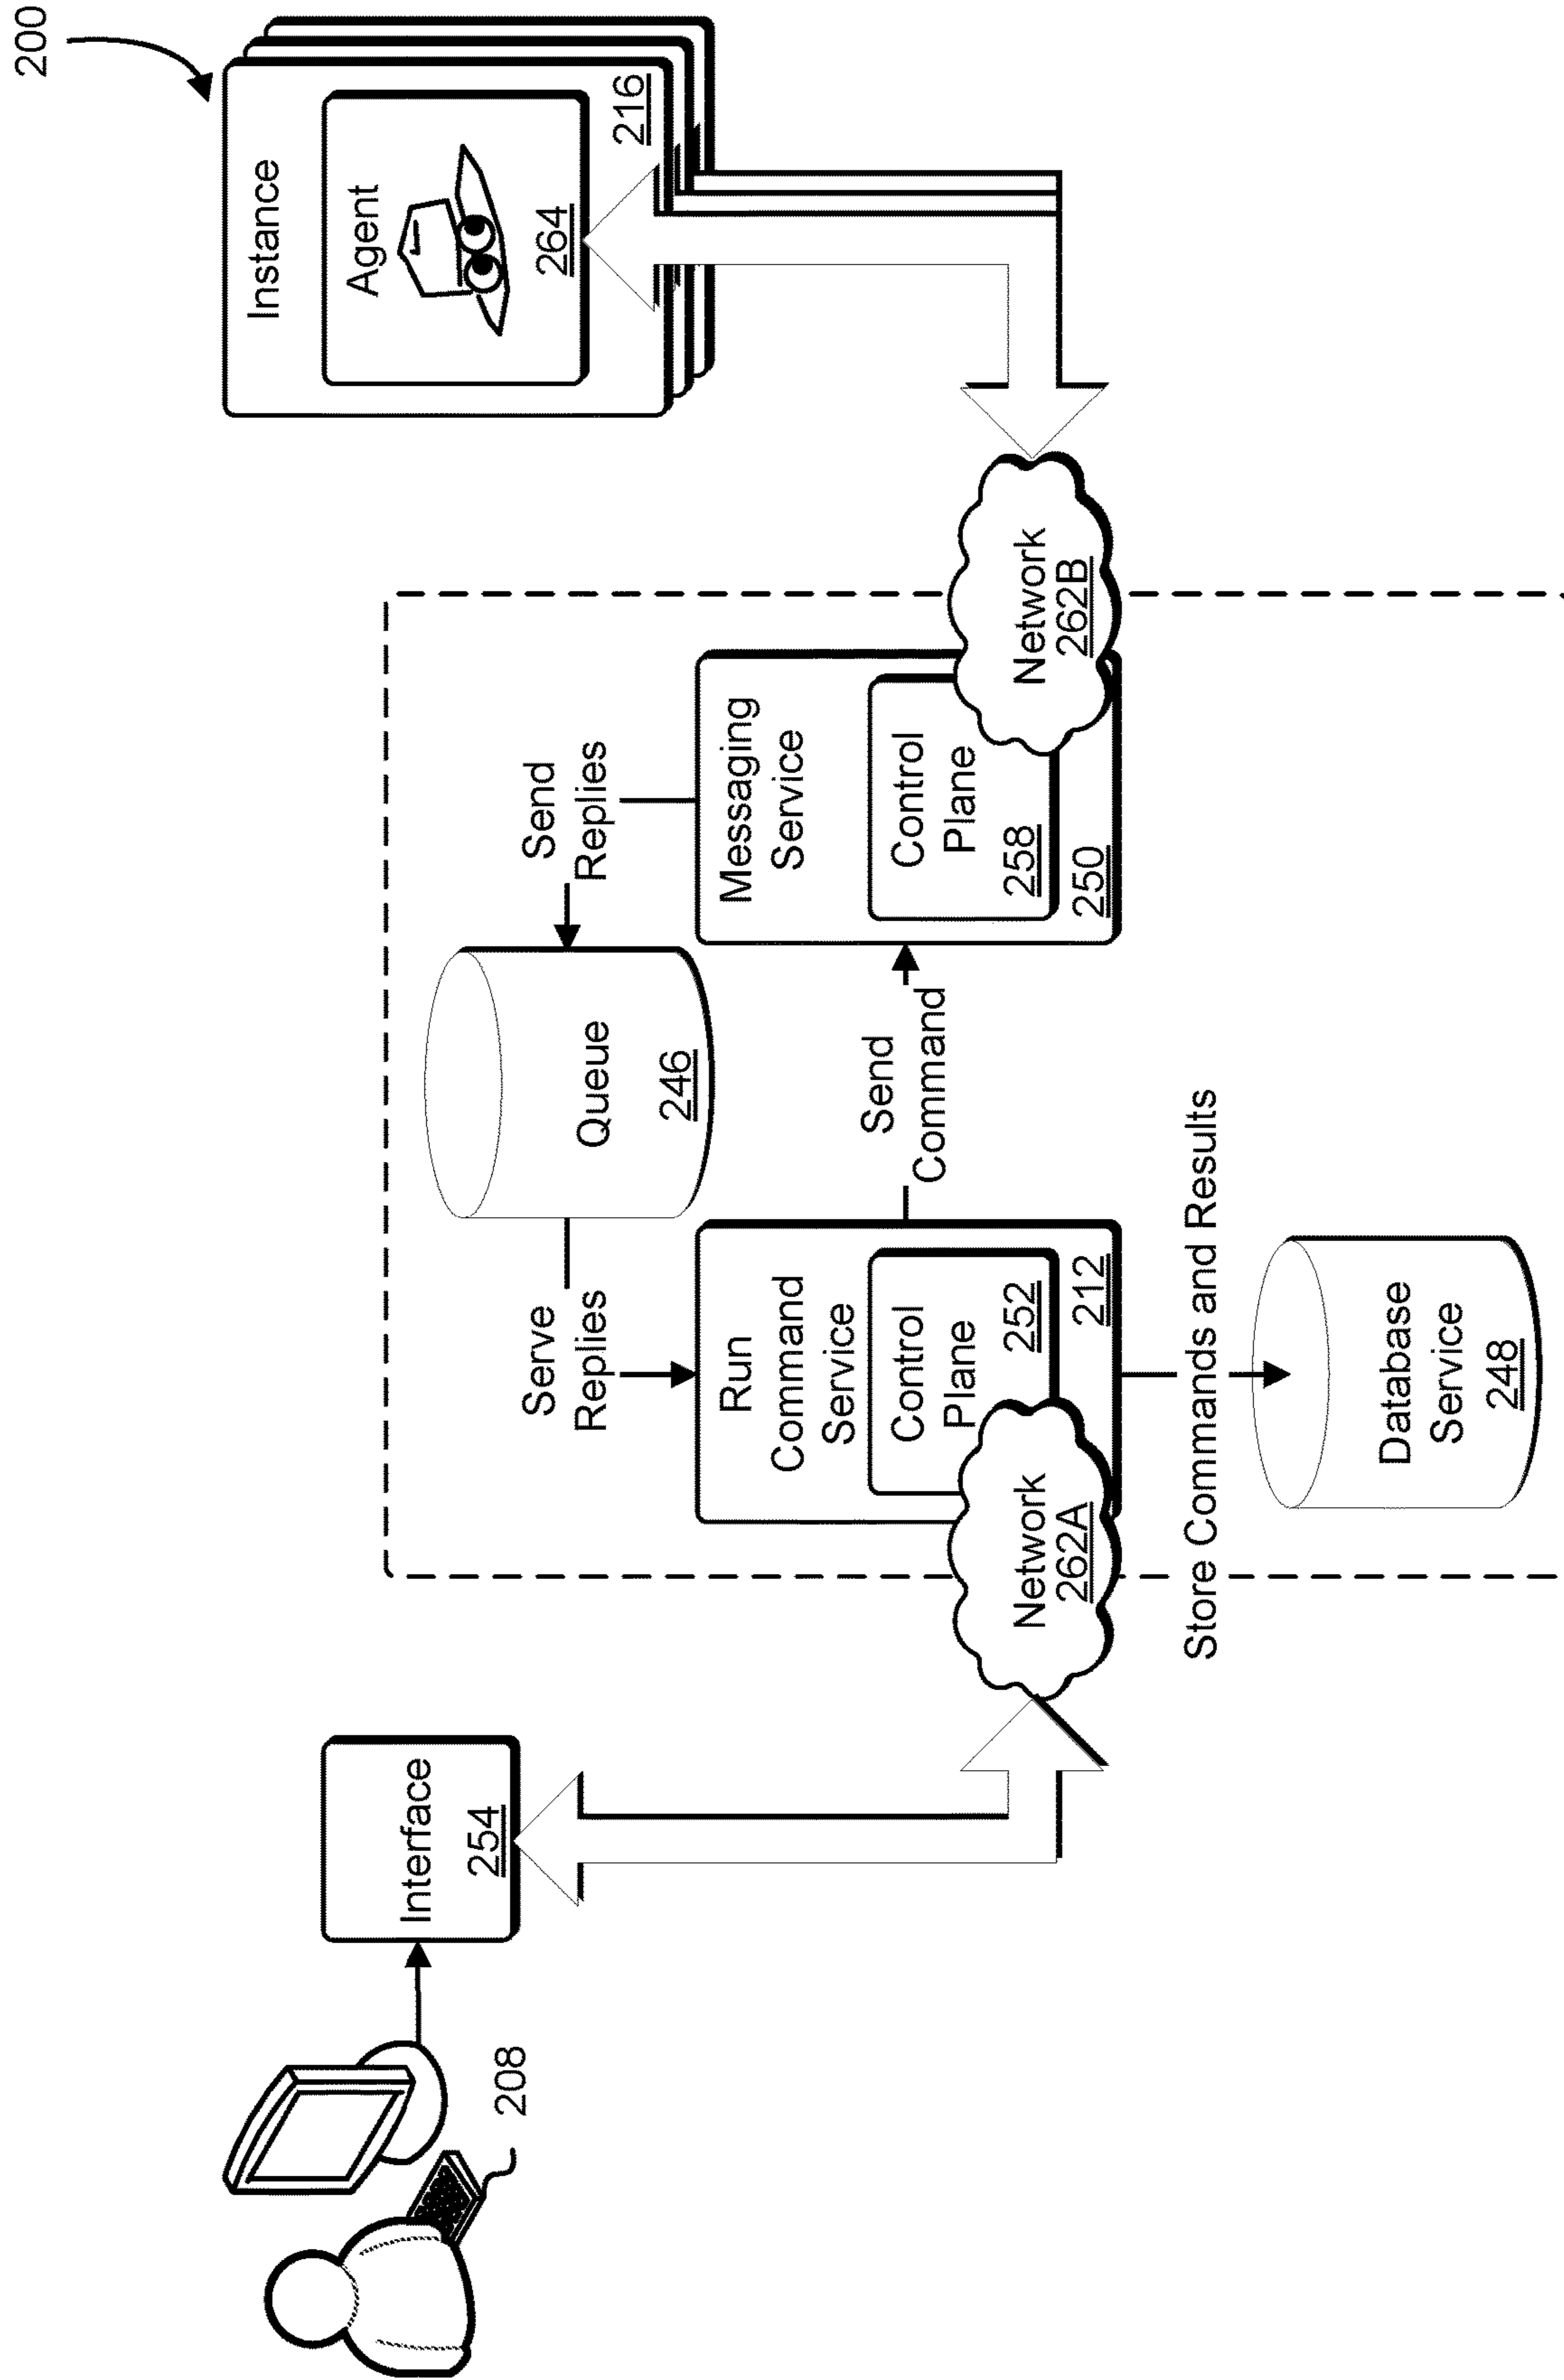 200
Instance
Agent
264
216
Interface
254
208
Queue
246
Send
Replies
Serve
Replies
Run
Command
Service
Control
Plane
252
212
Send
Command
Messaging
Service
Control
Plane
258
250
Network
262A
Network
262B
Store Commands and Results
Database
Service
248